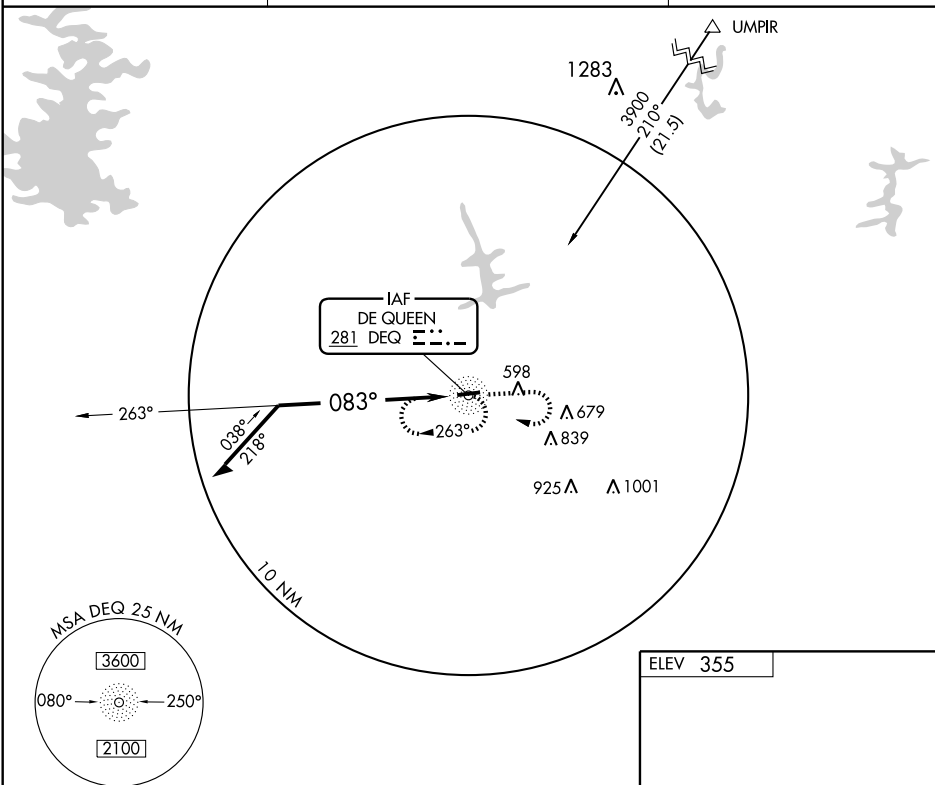 UMPIR
1283
3900
210°
(21.5)
IAF
DE QUEEN
281 DEQ
598
263°
083°
679
263°
839
038°
218°
925
1001
10 NM
MSA DEQ 25 NM
3600
080°
250°
2100
ELEV 355